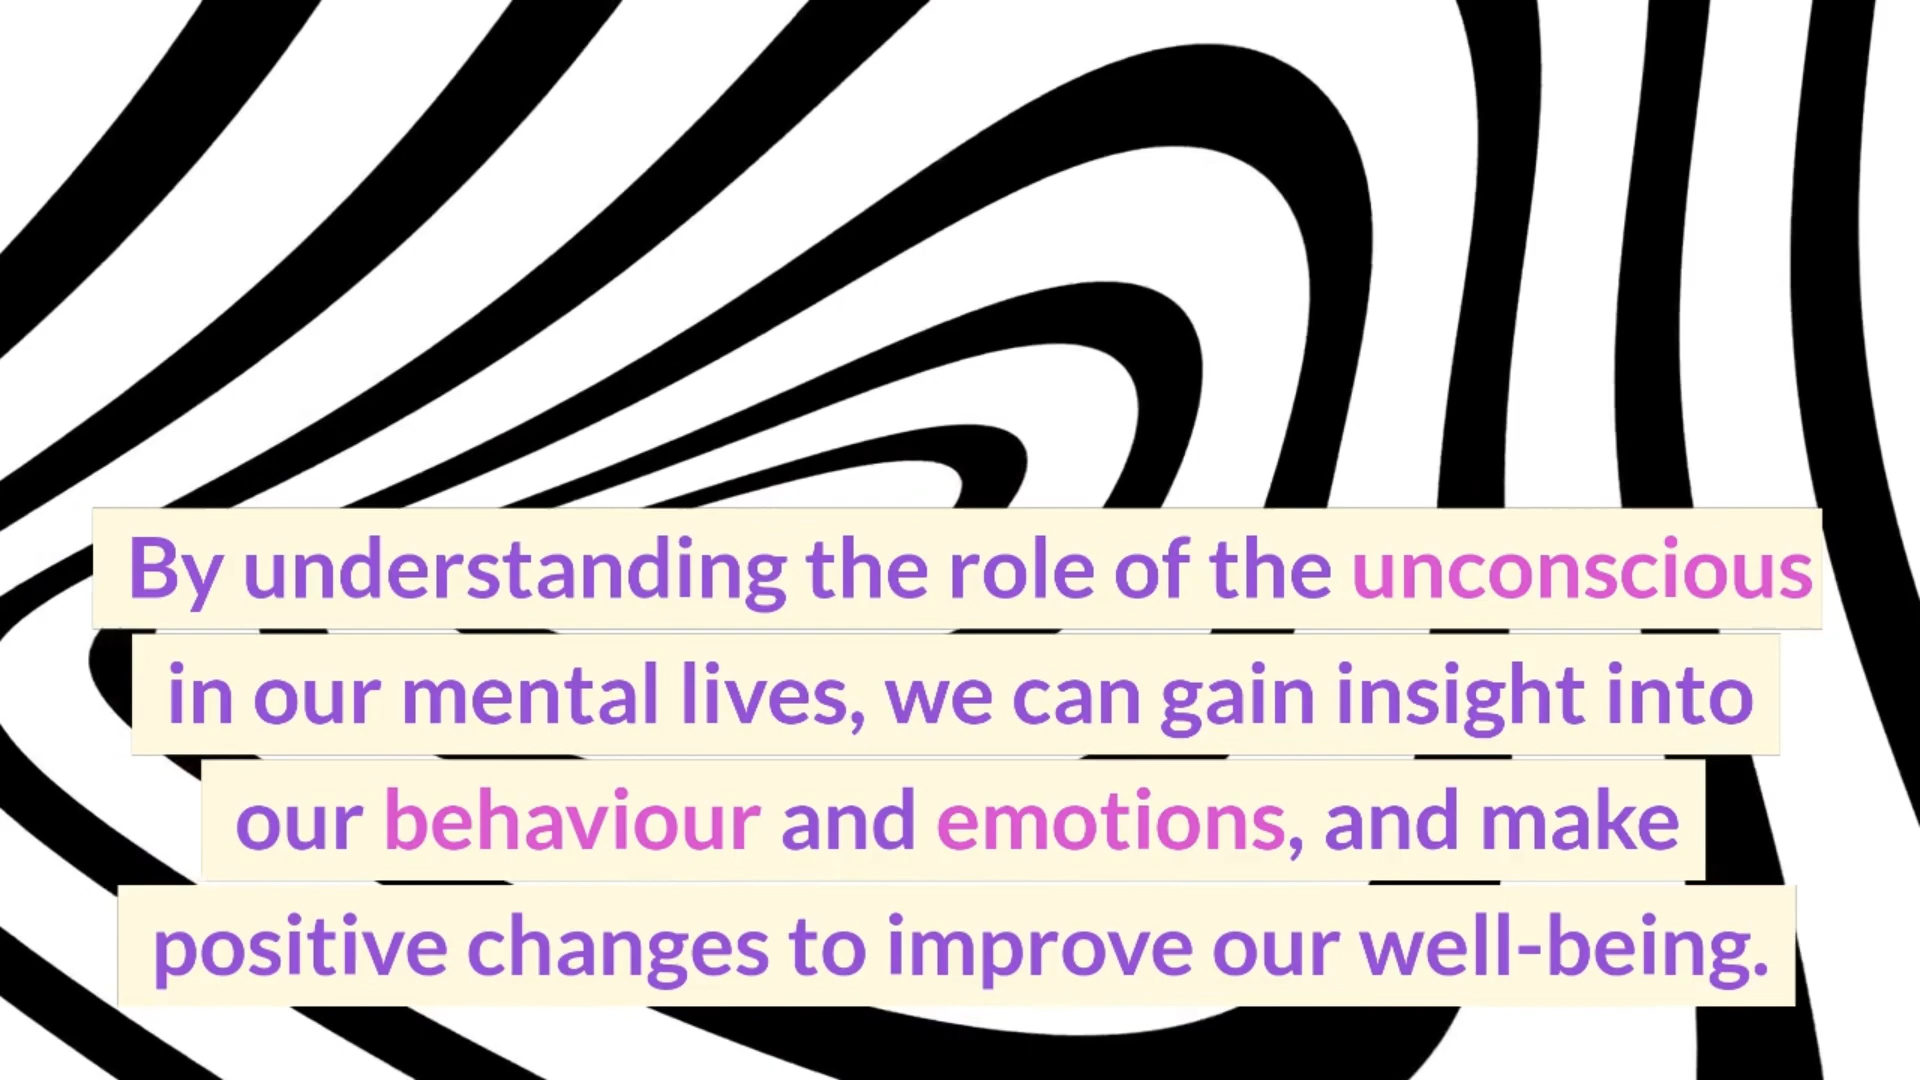 By understanding the role of the unconscious
in our mental lives, we can gain insight into
our behaviour and emotions, and make
positive changes to improve our well-being.